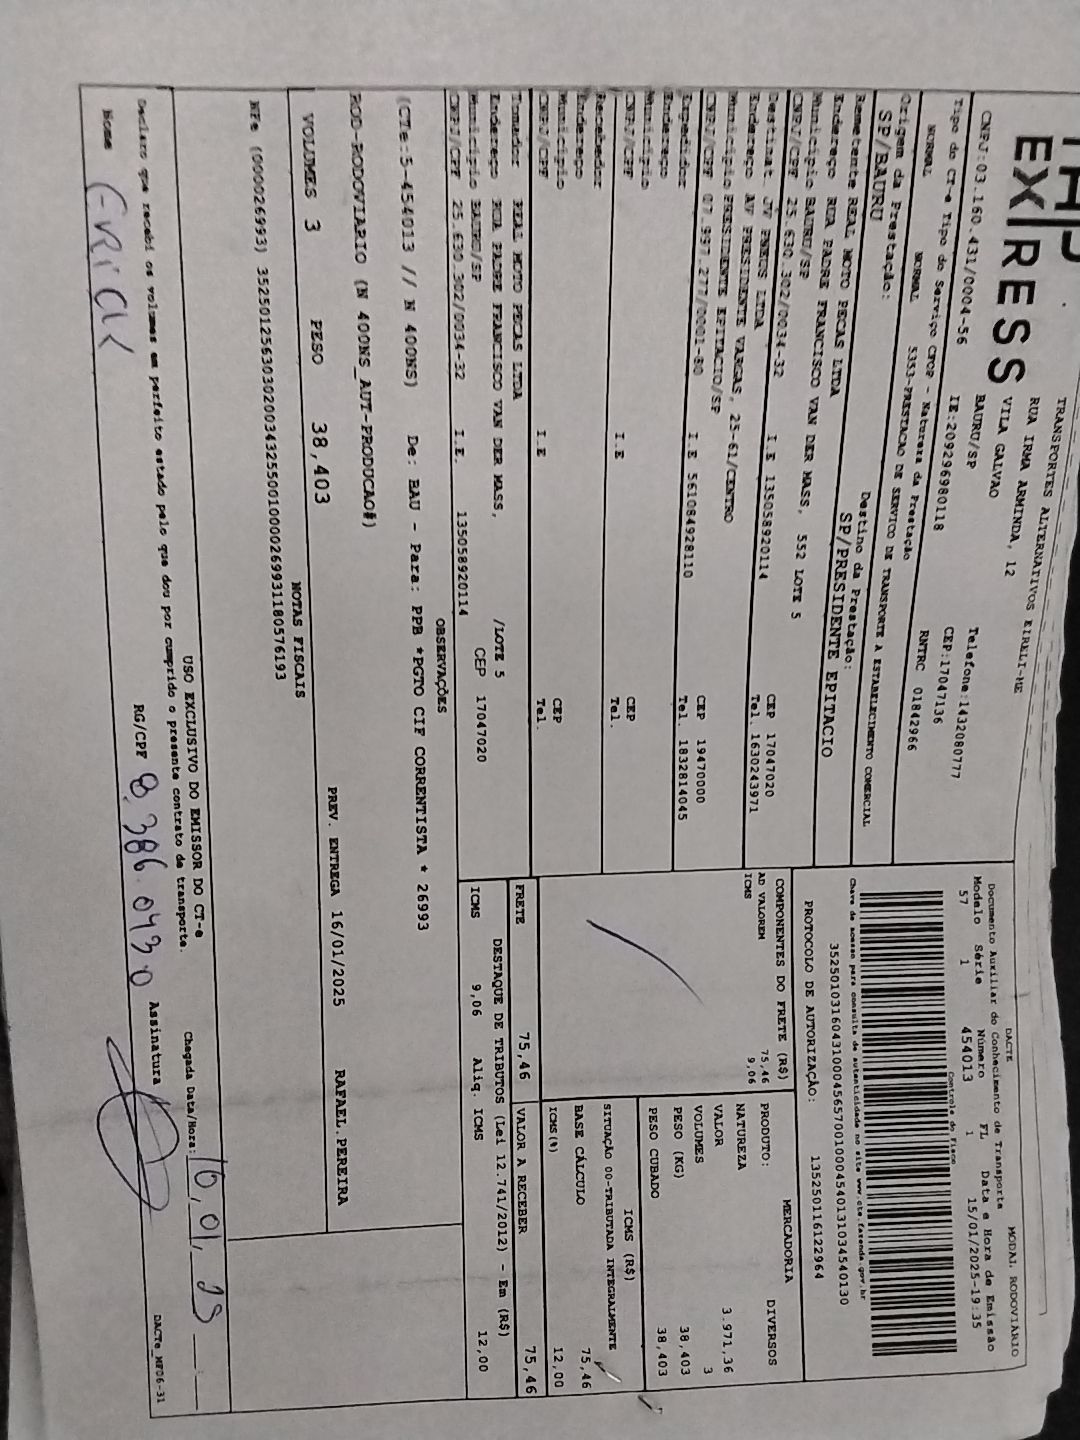 EX|RESS
TRANSPORTES ALTERNATIVOS EIRELI-ME
RUA IRMA ARMINDA, 12
VILA GALVAO
BAURU/SP
Telefone:1432080777
CEP:17047136
CNPJ:03.160.431/0004-56 IE:209296980118 RNTRC 01842966
Tipo do CT-e Tipo do Serviço CFOP - Natureza da Prestação
NORMAL NORMAL 5353-PRESTACAO DE SERVICO DE TRANSPORTE A ESTABELECIMENTO COMERCIAL
Origem da Prestação: Destino da Prestação:
SP/BAURU SP/PRESIDENTE EPITACIO
Remetente REAL MOTO PECAS LTDA
Endereço RUA PADRE FRANCISCO VAN DER MASS, 552 LOTE 5
Município BAURU/SP CEP 17047020
CNPJ/CPF 25.630.302/0034-32 I.E 135058920114 Tel. 1630243971
Destinat. JV PNEUS LTDA
Endereço AV PRESIDENTE VARGAS, 25-61/CENTRO
Município PRESIDENTE EPITACIO/SP CEP 19470000
CNPJ/CPF 07.997.277/0001-80 I.E 561084928110 Tel. 1832814045
Expedidor
Endereço
Município CEP
CNPJ/CPF I.E Tel.
Recebedor
Endereço
Município CEP
CNPJ/CPF I.E Tel.
Tomador REAL MOTO PECAS LTDA
Endereço RUA PADRE FRANCISCO VAN DER MASS, /LOTE 5
Município BAURU/SP CEP 17047020
CNPJ/CPF 25.630.302/0034-32 I.E. 135058920114
DACTE MODAL RODOVIÁRIO
Documento Auxiliar do Conhecimento de Transporte
Modelo Série Número FL Data e Hora de Emissão
57 1 454013 1 15/01/2025-19:35
Controle do Fisco
Chave de acesso para consulta de autenticidade no site www.cte.fazenda.gov.br
35250103160431000456570010004540131034540130
PROTOCOLO DE AUTORIZAÇÃO: 135250116122964
COMPONENTES DO FRETE (R$)
AD VALOREM 75,46
ICMS 9,06
MERCADORIA
PRODUTO: DIVERSOS
NATUREZA
VALOR 3.971,36
VOLUMES 3
PESO (KG) 38,403
PESO CUBADO 38,403
ICMS (R$)
SITUAÇÃO 00-TRIBUTADA INTEGRALMENTE
BASE CÁLCULO 75,46
ICMS(%) 12,00
FRETE 75,46 VALOR A RECEBER 75,46
DESTAQUE DE TRIBUTOS (Lei 12.741/2012) - Em (R$)
ICMS 9,06 Aliq. ICMS 12,00
OBSERVAÇÕES
(CTe:5-454013 // N 400NS) De: BAU - Para: PPB *PGTO CIF CORRENTISTA * 26993
ROD-RODOVIARIO (N 400NS_AUT-PRODUCAO#)
VOLUMES 3 PESO 38,403 PREV. ENTREGA 16/01/2025 RAFAEL.PEREIRA
NOTAS FISCAIS
USO EXCLUSIVO DO EMISSOR DO CT-e
Declaro que recebi os volumes em perfeito estado pelo que dou por cumprido o presente contrato de transporte.
Chegada Data/Hora:
Nome Erick RG/CPF 8.386.0430 Assinatura
DACTe_MFD6-31